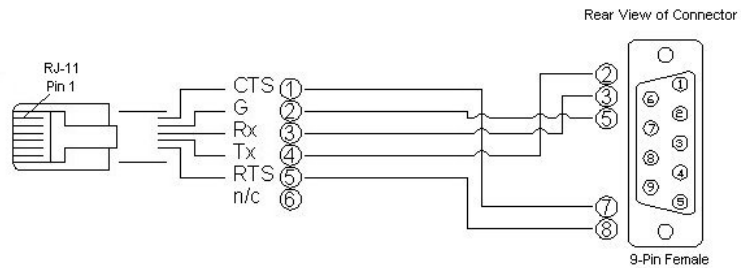 Rear View of Connector
RJ-11
Pin 1
CTS 1
G 2
Rx 3
Tx 4
RTS 5
n/c 6
2
3
5
7
8
1
6
2
7
3
8
4
9
5
9-Pin Female